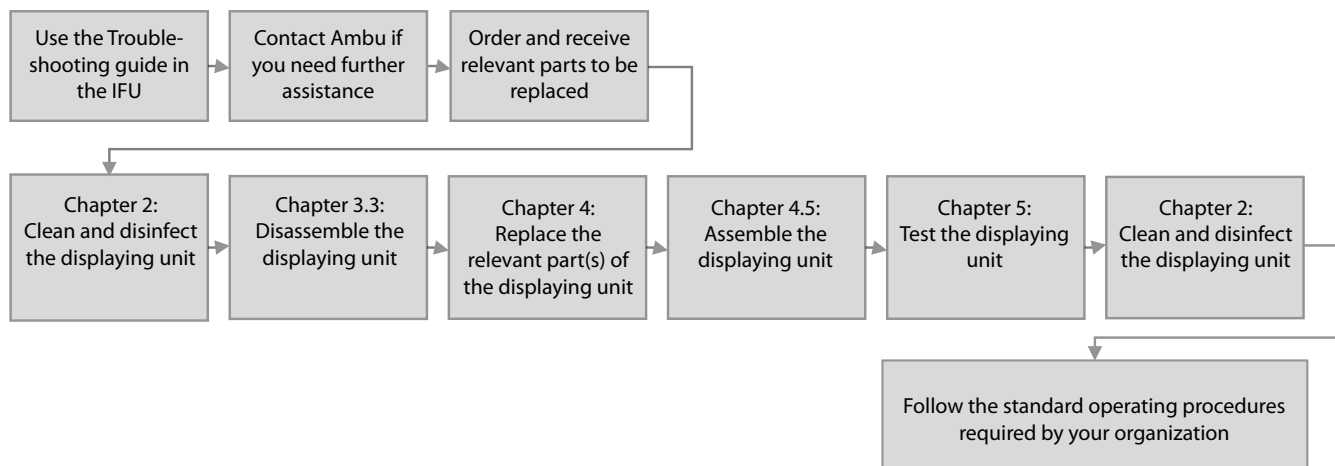 Use the Trouble-
shooting guide in
the IFU
Contact Ambu if
you need further
assistance
Order and receive
relevant parts to be
replaced
Chapter 2:
Clean and disinfect
the displaying unit
Chapter 3.3:
Disassemble the
displaying unit
Chapter 4:
Replace the
relevant part(s) of
the displaying unit
Chapter 4.5:
Assemble the
displaying unit
Chapter 5:
Test the displaying
unit
Chapter 2:
Clean and disinfect
the displaying unit
Follow the standard operating procedures
required by your organization